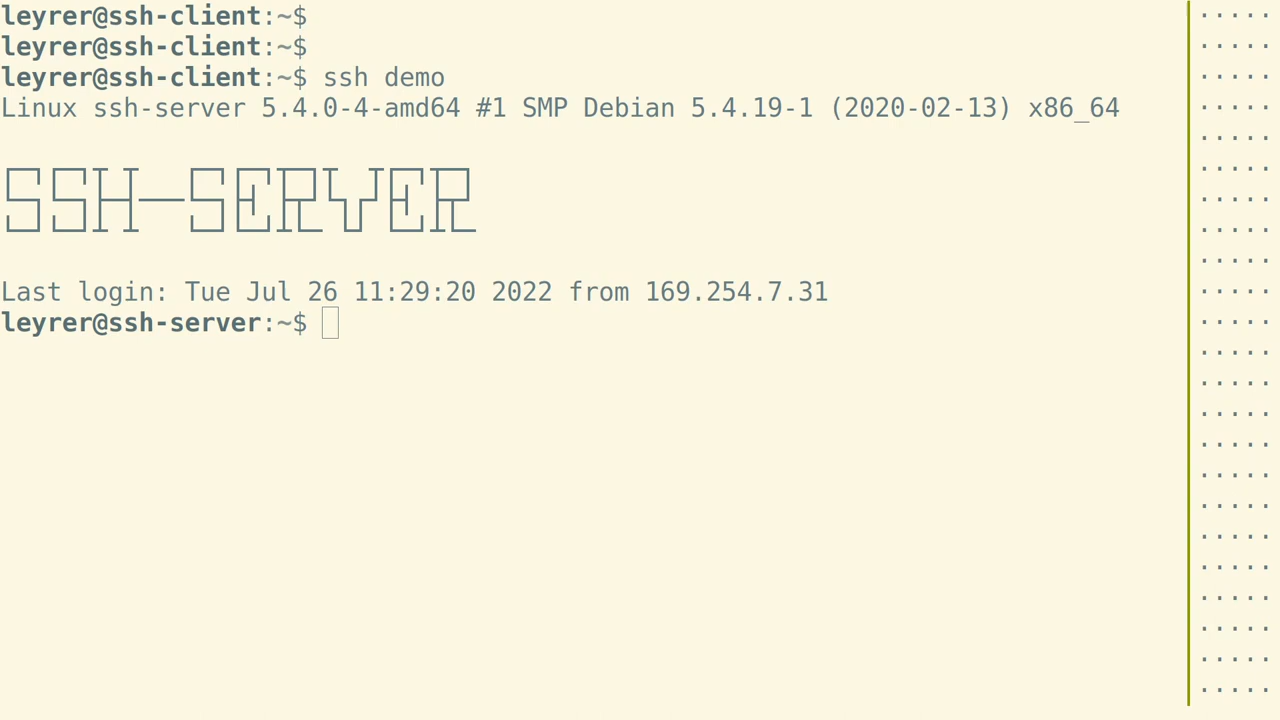 leyrer@ssh-client:~$
leyrer@ssh-client:~$
leyrer@ssh-client:~$ ssh demo
Linux ssh-server 5.4.0-4-amd64 #1 SMP Debian 5.4.19-1 (2020-02-13) x86_64
SSH-SERVER
Last login: Tue Jul 26 11:29:20 2022 from 169.254.7.31
leyrer@ssh-server:~$